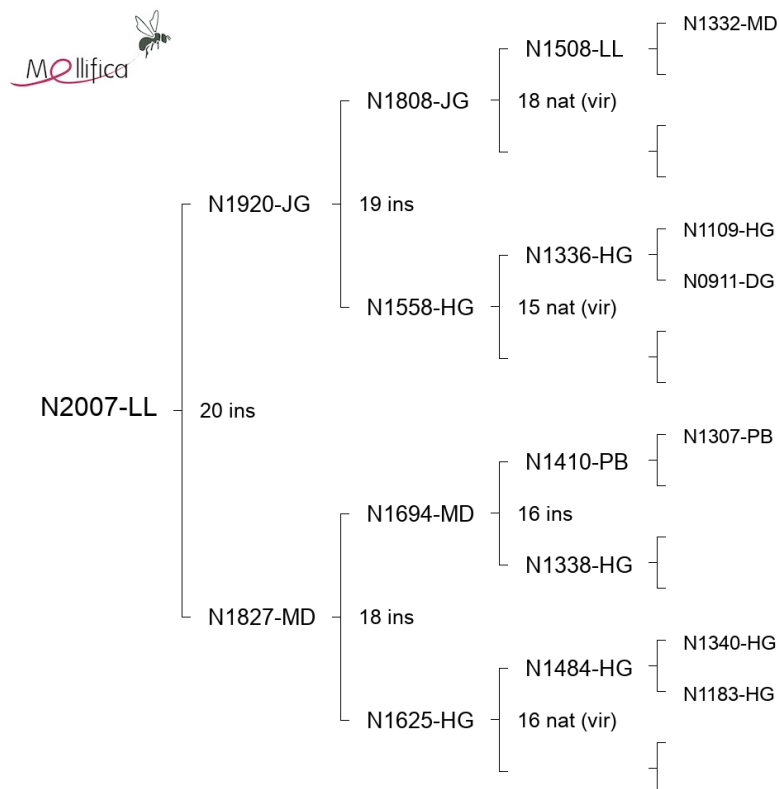 Mellifica
N1332-MD
N1508-LL
N1808-JG
18 nat (vir)
N1920-JG
19 ins
N1109-HG
N1336-HG
N0911-DG
N1558-HG
15 nat (vir)
N2007-LL
20 ins
N1307-PB
N1410-PB
N1694-MD
16 ins
N1338-HG
N1827-MD
18 ins
N1340-HG
N1484-HG
N1183-HG
N1625-HG
16 nat (vir)